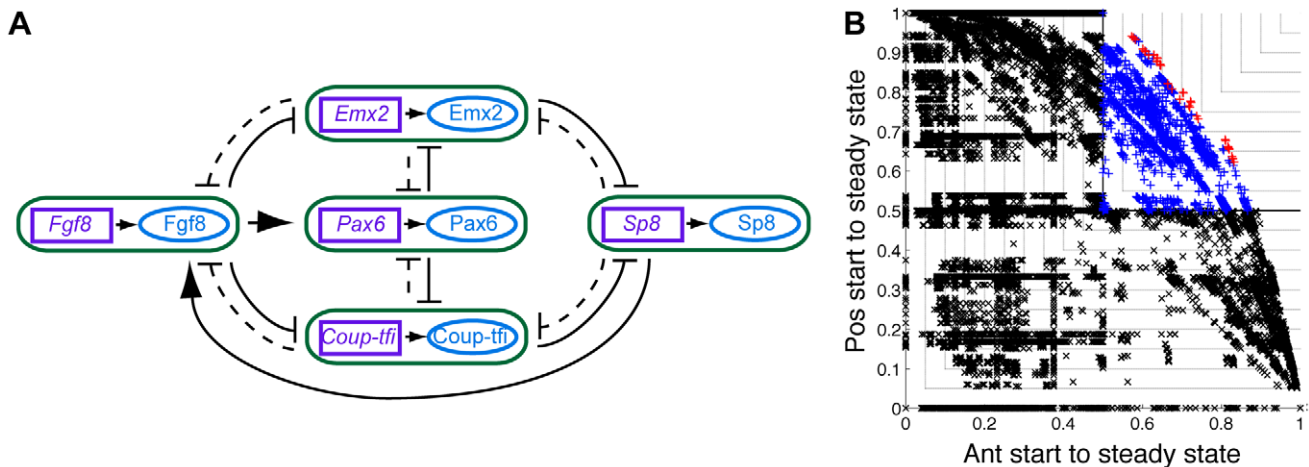 A
Emx2 Emx2
Fgf8 Fgf8
Pax6 Pax6
Sp8 Sp8
Coup-tfi Coup-tfi
B
Pos start to steady state
1
0.9
0.8
0.7
0.6
0.5
0.4
0.3
0.2
0.1
0
0 0.2 0.4 0.6 0.8 1
Ant start to steady state